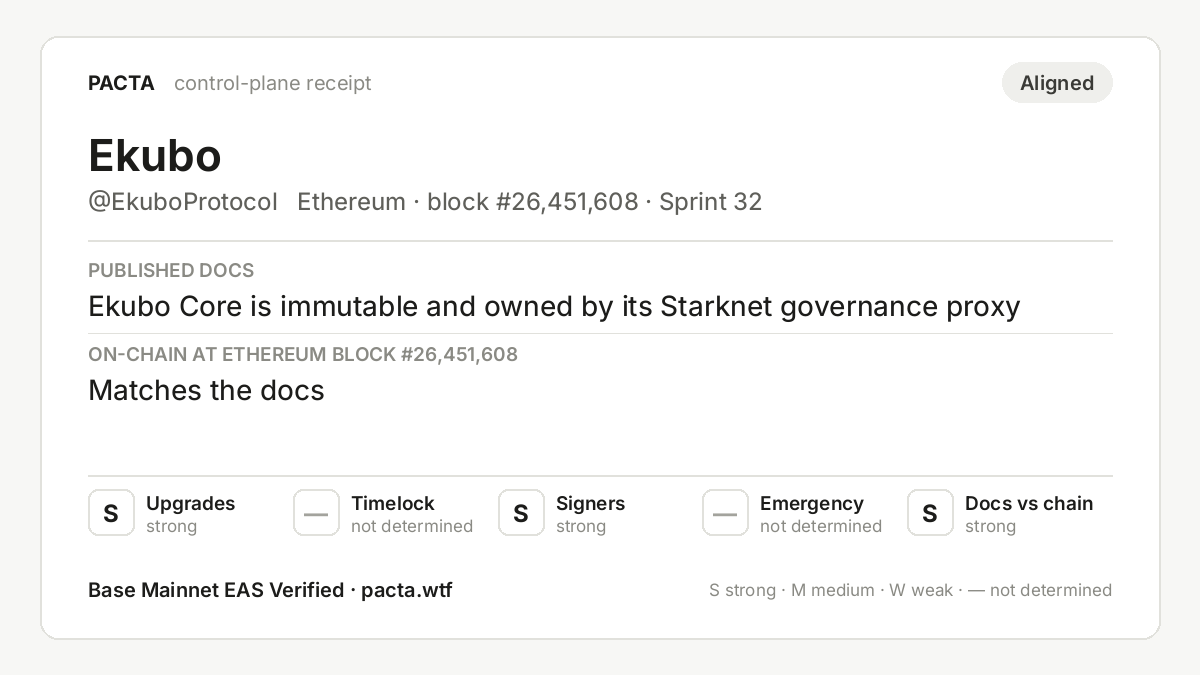 PACTA control-plane receipt Aligned
Ekubo
@EkuboProtocol Ethereum · block #26,451,608 · Sprint 32
PUBLISHED DOCS
Ekubo Core is immutable and owned by its Starknet governance proxy
ON-CHAIN AT ETHEREUM BLOCK #26,451,608
Matches the docs
S Upgrades — Timelock S Signers — Emergency S Docs vs chain
strong not determined strong not determined strong
Base Mainnet EAS Verified · pacta.wtf S strong · M medium · W weak · — not determined